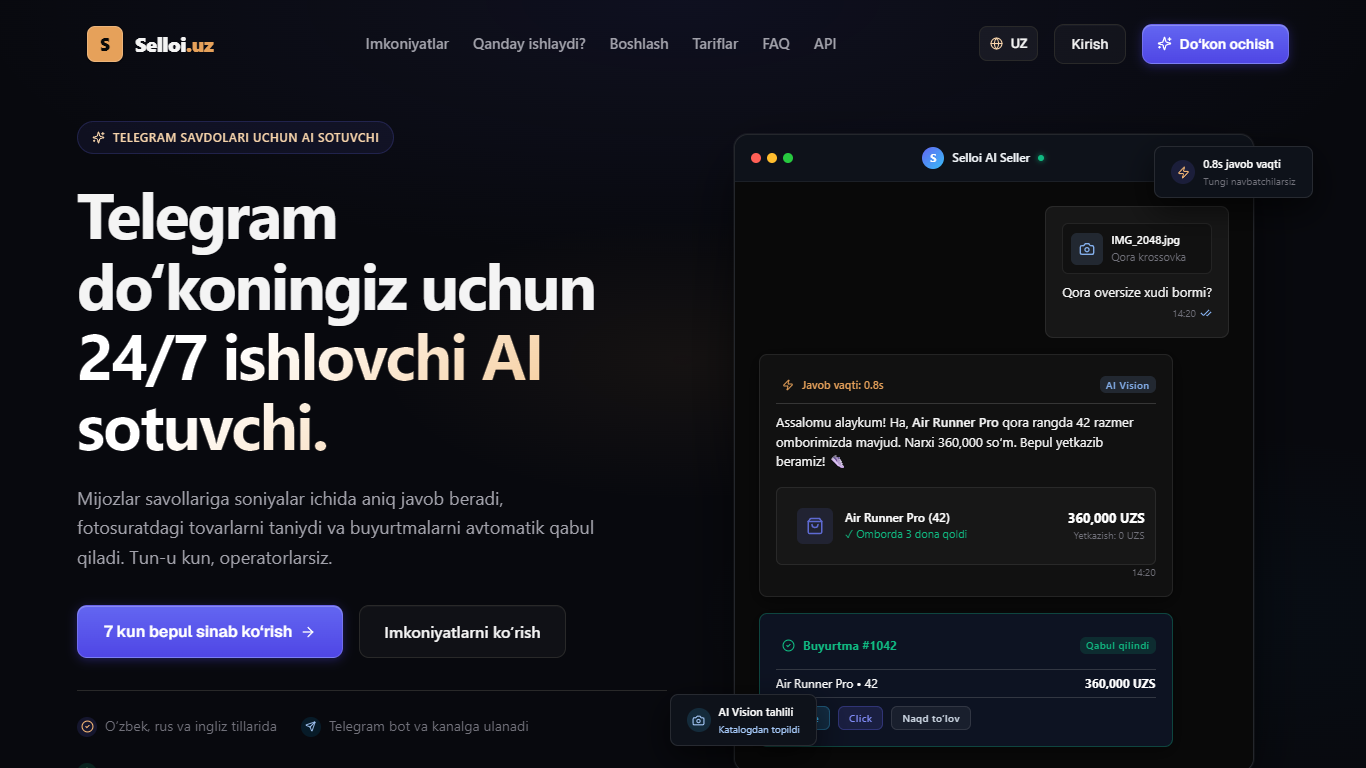 S Selloi.uz
Imkoniyatlar Qanday ishlaydi? Boshlash Tariflar FAQ API
UZ Kirish Do‘kon ochish
TELEGRAM SAVDOLARI UCHUN AI SOTUVCHI
Telegram
do‘koningiz uchun
24/7 ishlovchi AI
sotuvchi.
Mijozlar savollariga soniyalar ichida aniq javob beradi,
fotosuratdagi tovarlarni taniydi va buyurtmalarni avtomatik qabul
qiladi. Tun-u kun, operatorlarsiz.
7 kun bepul sinab ko‘rish →
Imkoniyatlarni ko‘rish
O‘zbek, rus va ingliz tillarida
Telegram bot va kanalga ulanadi
S Selloi AI Seller
0.8s javob vaqti
Tungi navbatchilarsiz
IMG_2048.jpg
Qora krossovka
Qora oversize xudi bormi?
14:20
Javob vaqti: 0.8s
AI Vision
Assalomu alaykum! Ha, Air Runner Pro qora rangda 42 razmer
omborimizda mavjud. Narxi 360,000 so‘m. Bepul yetkazib
beramiz! 👟
Air Runner Pro (42)
360,000 UZS
✓ Omborda 3 dona qoldi
Yetkazish: 0 UZS
14:20
Buyurtma #1042
Qabul qilindi
Air Runner Pro • 42
360,000 UZS
Click
Naqd to‘lov
AI Vision tahlili
Katalogdan topildi